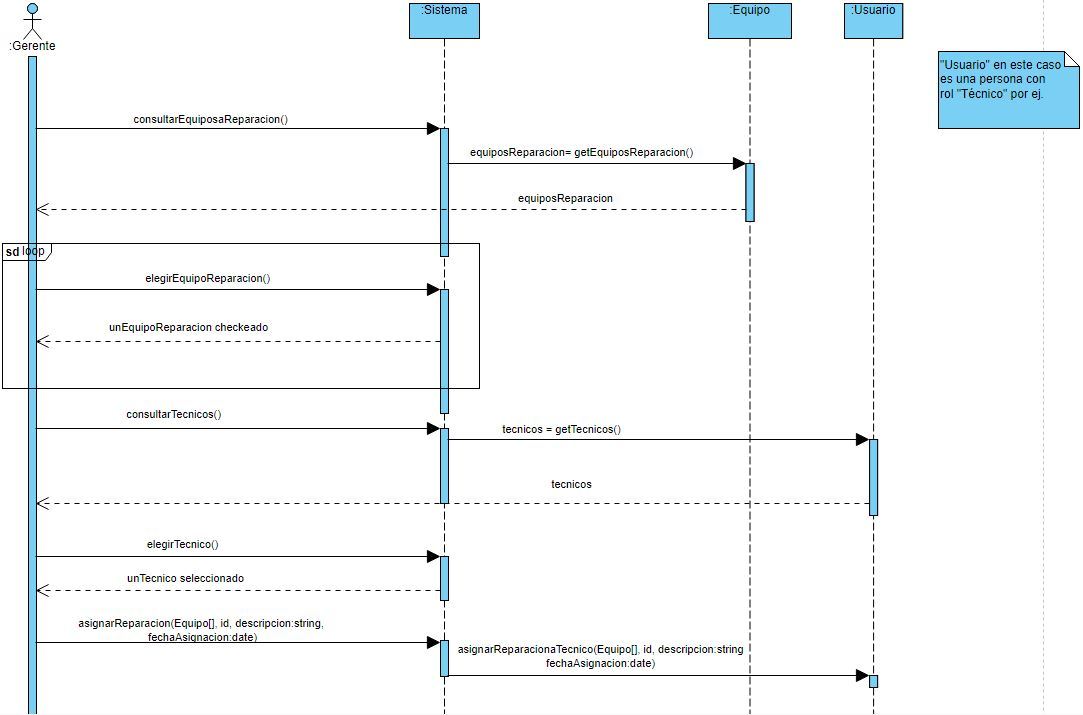 :Gerente
:Sistema
:Equipo
:Usuario
"Usuario" en este caso
es una persona con
rol "Técnico" por ej.
consultarEquiposaReparacion()
equiposReparacion= getEquiposReparacion()
equiposReparacion
sd loop
elegirEquipoReparacion()
unEquipoReparacion checkeado
consultarTecnicos()
tecnicos = getTecnicos()
tecnicos
elegirTecnico()
unTecnico seleccionado
asignarReparacion(Equipo[], id, descripcion:string,
fechaAsignacion:date)
asignarReparacionaTecnico(Equipo[], id, descripcion:string
fechaAsignacion:date)